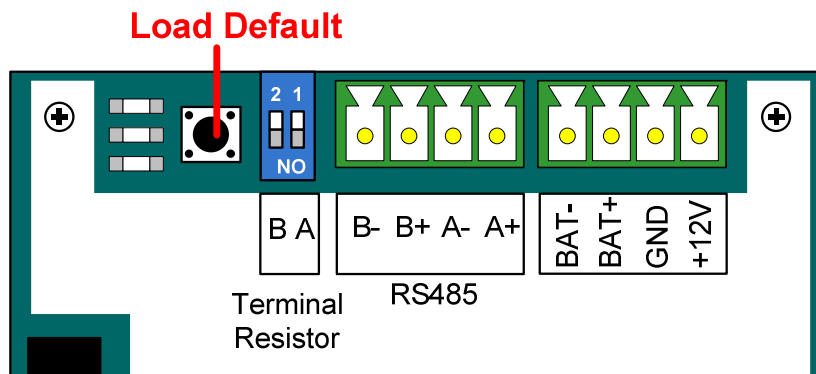 Load Default
2 1
NO
B A
B- B+ A- A+
BAT- BAT+ GND +12V
Terminal
Resistor
RS485